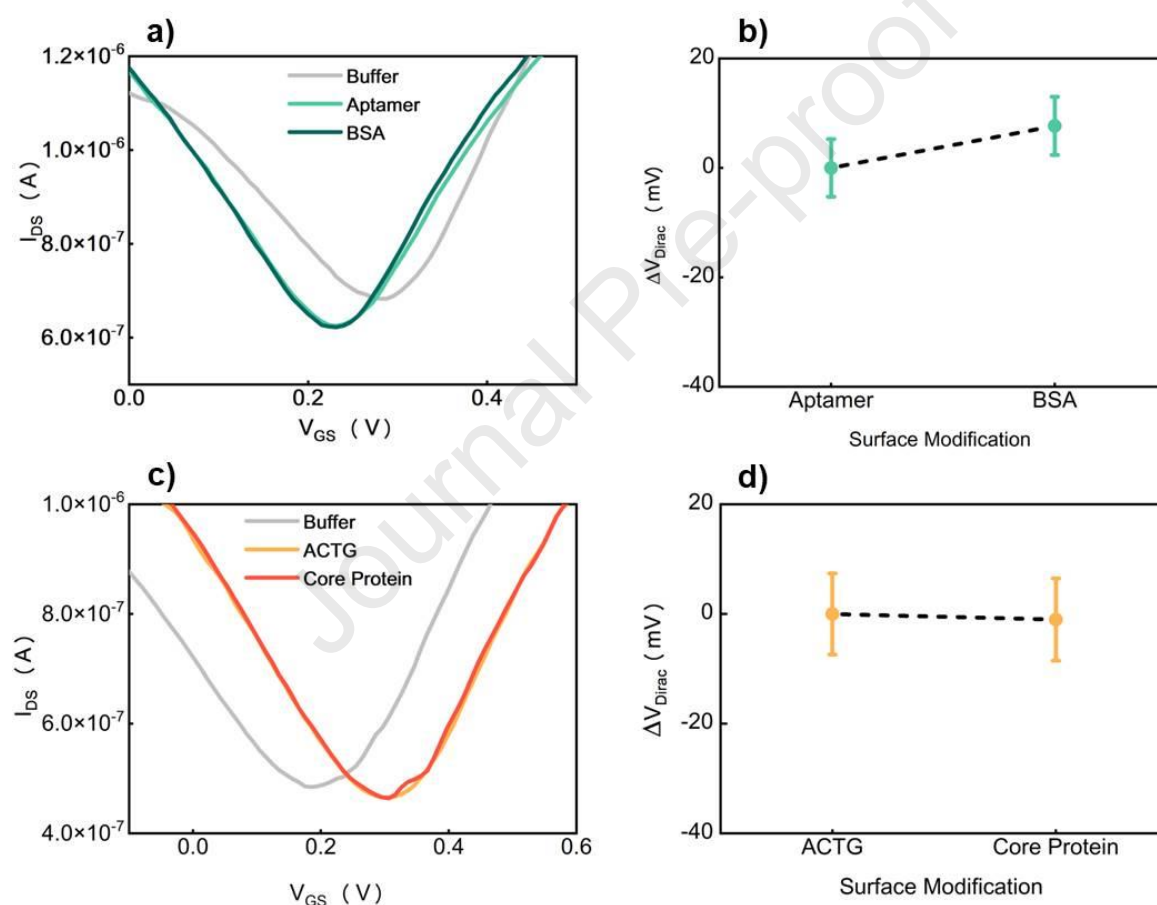 a)
1.2×10⁻⁶
1.0×10⁻⁶
8.0×10⁻⁷
6.0×10⁻⁷
I_DS (A)
Buffer
Aptamer
BSA
0.0 0.2 0.4
V_GS (V)
b)
20
0
-20
-40
ΔV_Dirac (mV)
Aptamer BSA
Surface Modification
c)
1.0×10⁻⁶
8.0×10⁻⁷
6.0×10⁻⁷
4.0×10⁻⁷
I_DS (A)
Buffer
ACTG
Core Protein
0.0 0.2 0.4 0.6
V_GS (V)
d)
20
0
-20
-40
ΔV_Dirac (mV)
ACTG Core Protein
Surface Modification
Journal Pre-proof